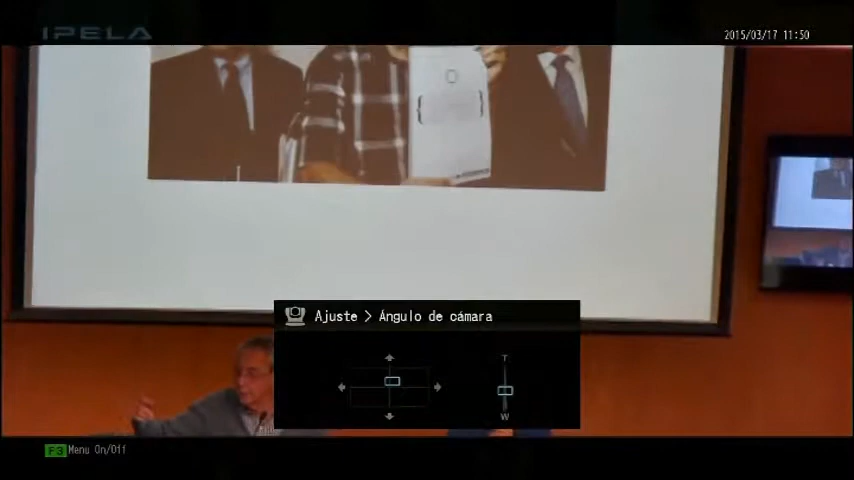 IPELA
2015/03/17 11:50
Ajuste > Ángulo de cámara
T
W
F3 Menu On/Off